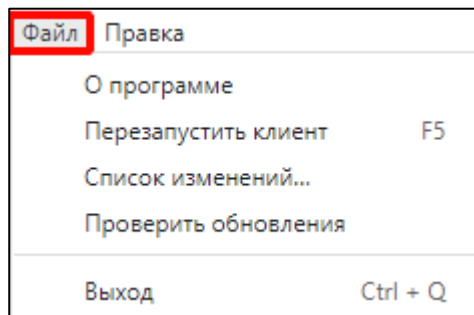 Файл Правка
О программе
Перезапустить клиент F5
Список изменений...
Проверить обновления
Выход Ctrl + Q